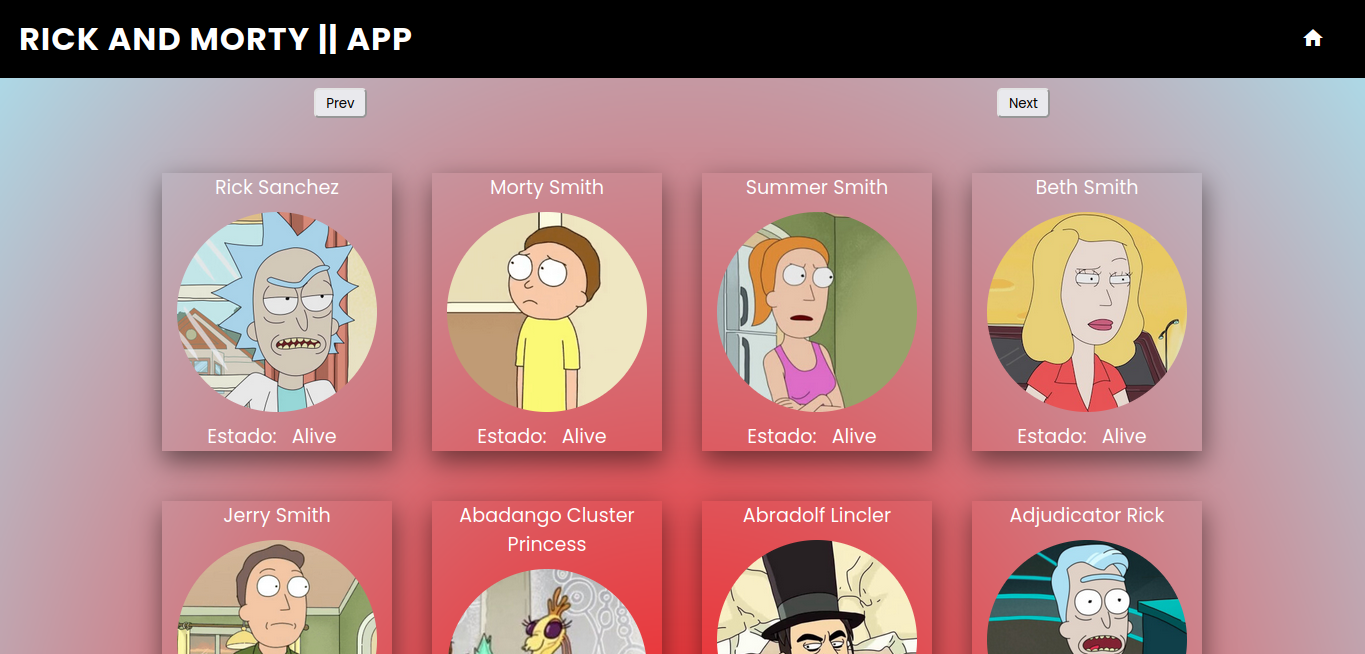 RICK AND MORTY || APP
Prev
Next
Rick Sanchez
Morty Smith
Summer Smith
Beth Smith
Estado: Alive
Estado: Alive
Estado: Alive
Estado: Alive
Jerry Smith
Abadango Cluster
Princess
Abradolf Lincler
Adjudicator Rick